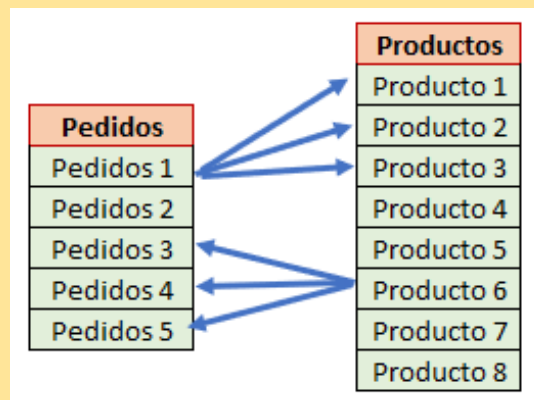 Pedidos
Pedidos 1
Pedidos 2
Pedidos 3
Pedidos 4
Pedidos 5
Productos
Producto 1
Producto 2
Producto 3
Producto 4
Producto 5
Producto 6
Producto 7
Producto 8